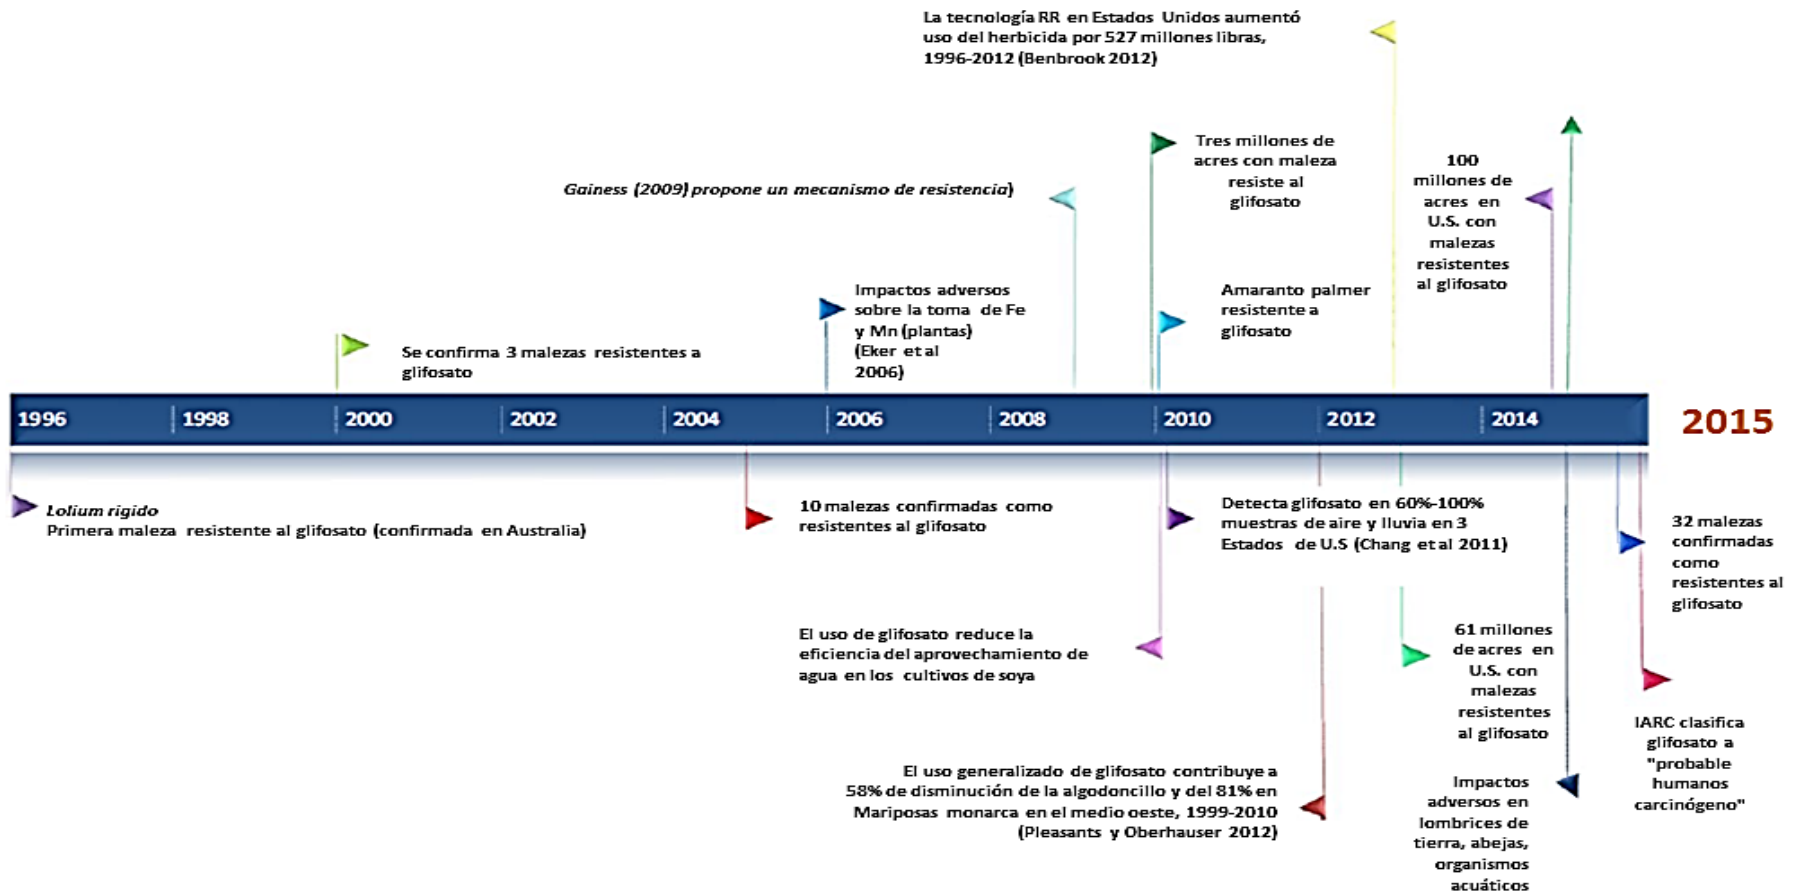 La tecnología RR en Estados Unidos aumentó
uso del herbicida por 527 millones libras,
1996-2012 (Benbrook 2012)
Tres millones de
acres con maleza
resiste al
glifosato
100
millones de
acres en
U.S. con
malezas
resistentes
al glifosato
Gainess (2009) propone un mecanismo de resistencia)
Impactos adversos
sobre la toma de Fe
y Mn (plantas)
(Eker et al
2006)
Amaranto palmer
resistente a
glifosato
Se confirma 3 malezas resistentes a
glifosato
1996 1998 2000 2002 2004 2006 2008 2010 2012 2014 2015
Lolium rigido
Primera maleza resistente al glifosato (confirmada en Australia)
10 malezas confirmadas como
resistentes al glifosato
Detecta glifosato en 60%-100%
muestras de aire y lluvia en 3
Estados de U.S (Chang et al 2011)
32 malezas
confirmadas
como
resistentes al
glifosato
El uso de glifosato reduce la
eficiencia del aprovechamiento de
agua en los cultivos de soya
61 millones
de acres en
U.S. con
malezas
resistentes
al glifosato
IARC clasifica
glifosato a
"probable
humanos
carcinógeno"
El uso generalizado de glifosato contribuye a
58% de disminución de la algodoncillo y del 81% en
Mariposas monarca en el medio oeste, 1999-2010
(Pleasants y Oberhauser 2012)
Impactos
adversos en
lombrices de
tierra, abejas,
organismos
acuáticos